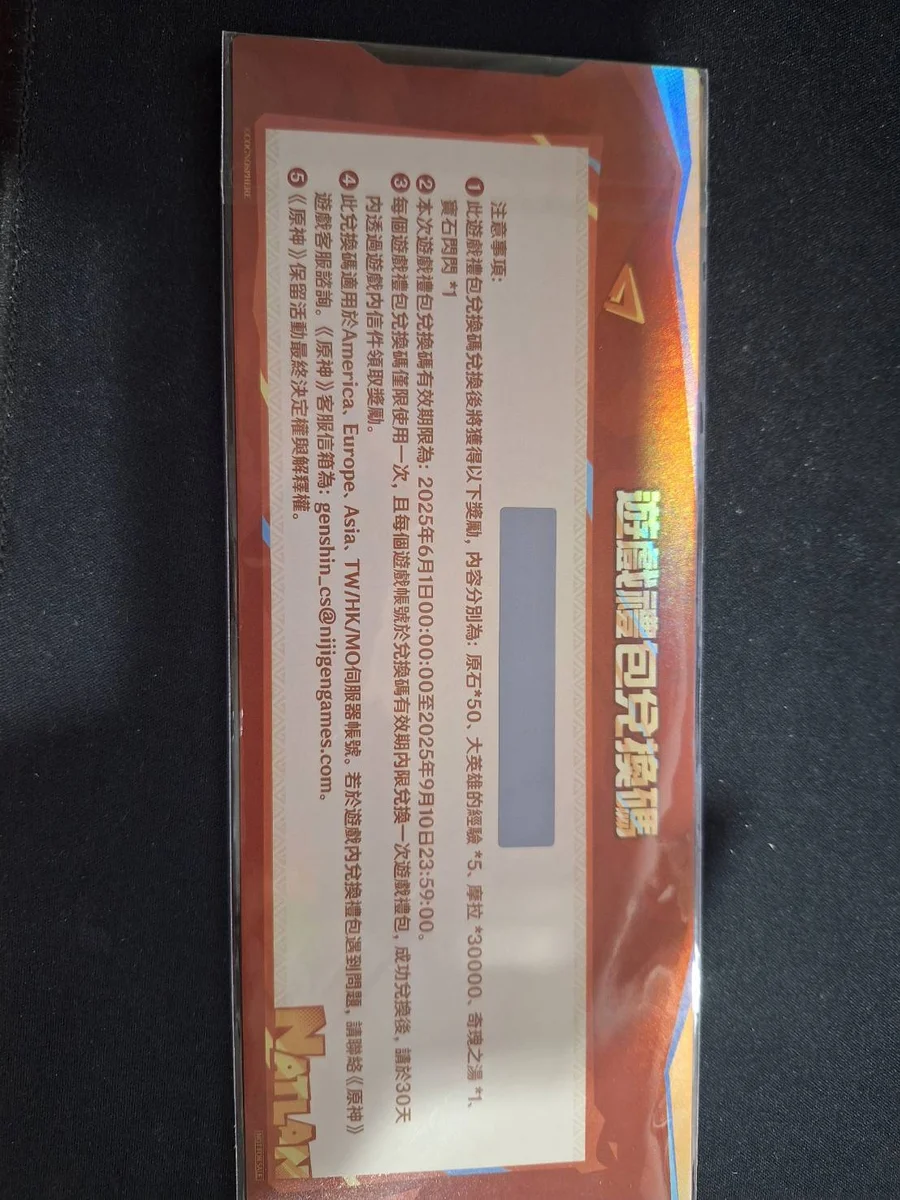 遊戲禮包兌換碼
注意事項:
❶ 此遊戲禮包兌換碼兌換後將獲得以下獎勵, 內容分別為: 原石*50、大英雄的經驗 *5、摩拉 *30000、奇瑰之湯 *1、
寶石閃閃 *1
❷ 本次遊戲禮包兌換碼有效期限為: 2025年6月1日00:00:00至2025年9月10日23:59:00。
❸ 每個遊戲禮包兌換碼僅限使用一次, 且每個遊戲帳號於兌換碼有效期內限兌換一次遊戲禮包, 成功兌換後, 請於30天
內透過遊戲內信件領取獎勵。
❹ 此兌換碼適用於America、Europe、Asia、TW/HK/MO伺服器帳號。若於遊戲內兌換禮包遇到問題, 請聯絡《原神》
遊戲客服諮詢。《原神》客服信箱為: genshin_cs@nijigengames.com。
❺ 《原神》保留活動最終決定權與解釋權。
NATLAN
©COGNOSPHERE
NOT FOR SALE